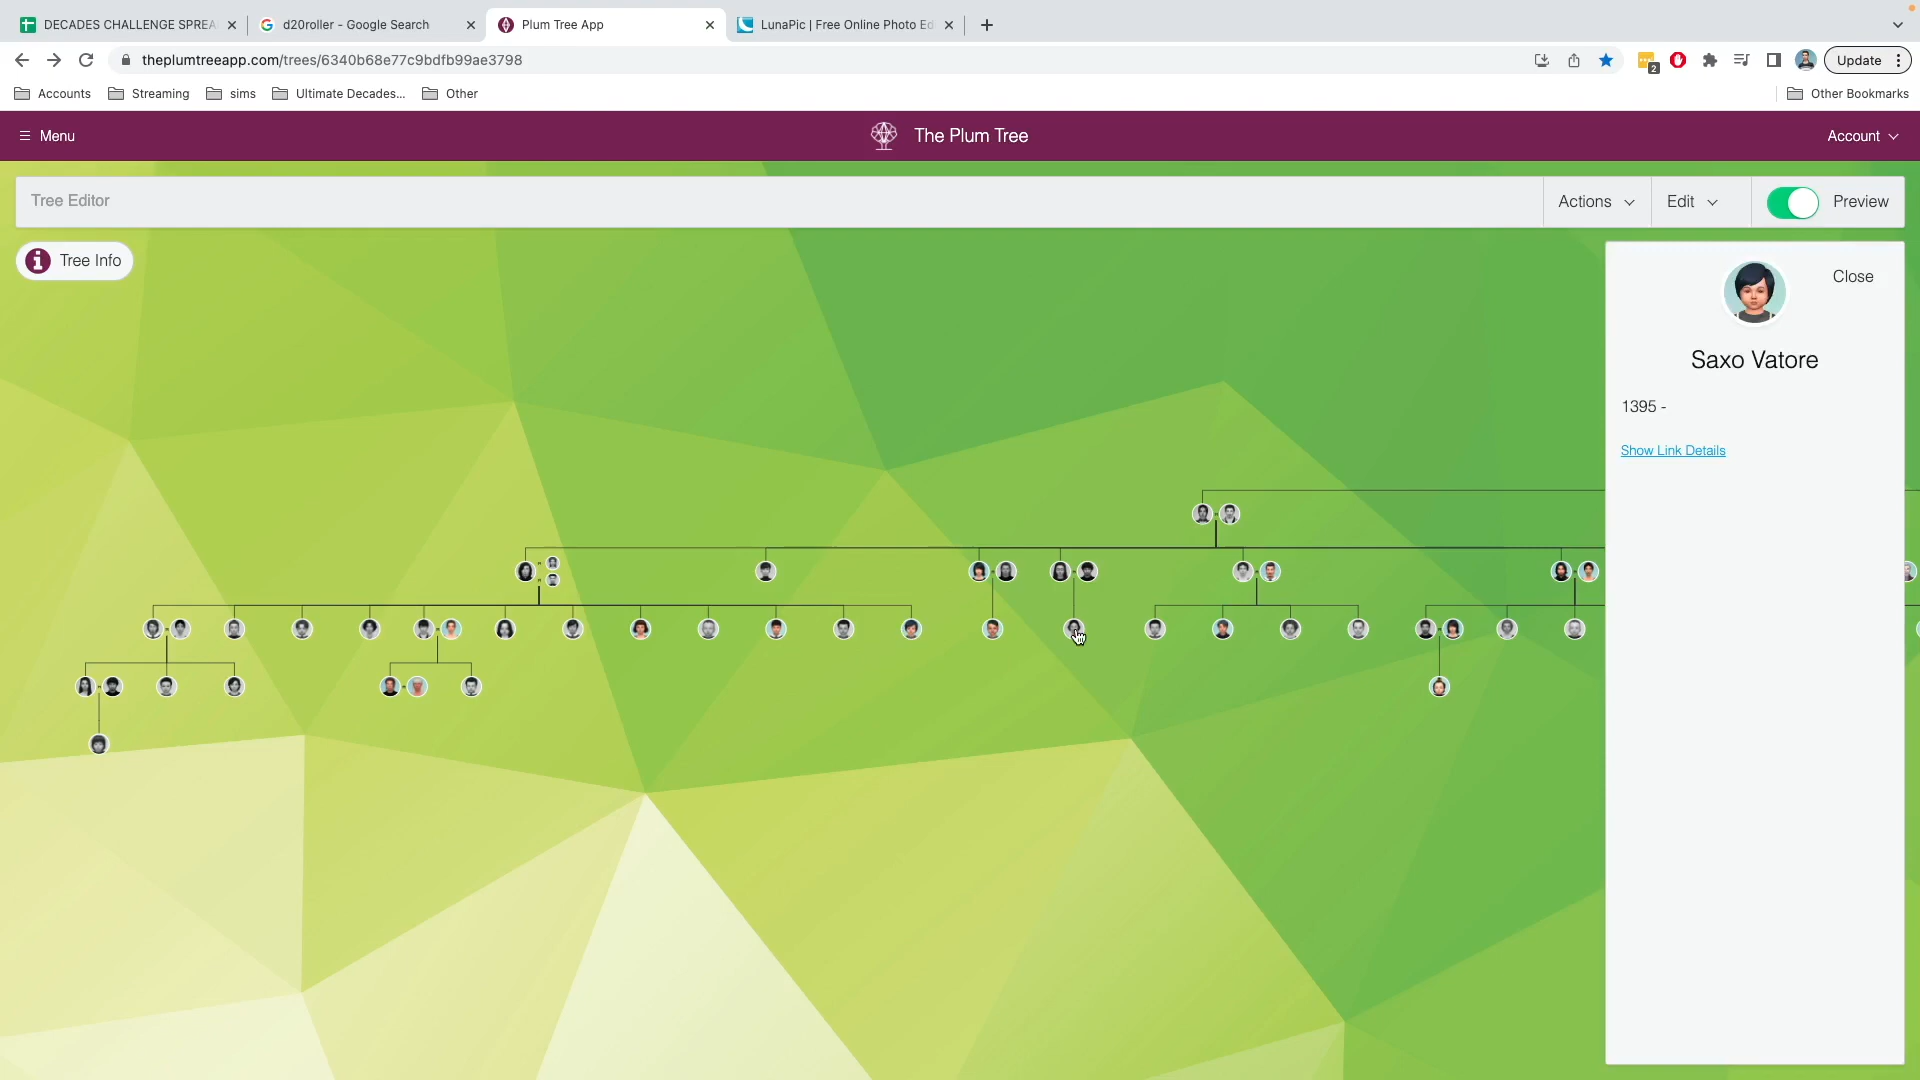 DECADES CHALLENGE SPREA
d20roller - Google Search
Plum Tree App
LunaPic | Free Online Photo Ed
theplumtreeapp.com/trees/6340b68e77c9bdfb99ae3798
2
Update
Accounts
Streaming
sims
Ultimate Decades...
Other
Other Bookmarks
Menu
The Plum Tree
Account
Tree Editor
Actions
Edit
Preview
Tree Info
Close
Saxo Vatore
1395 -
Show Link Details